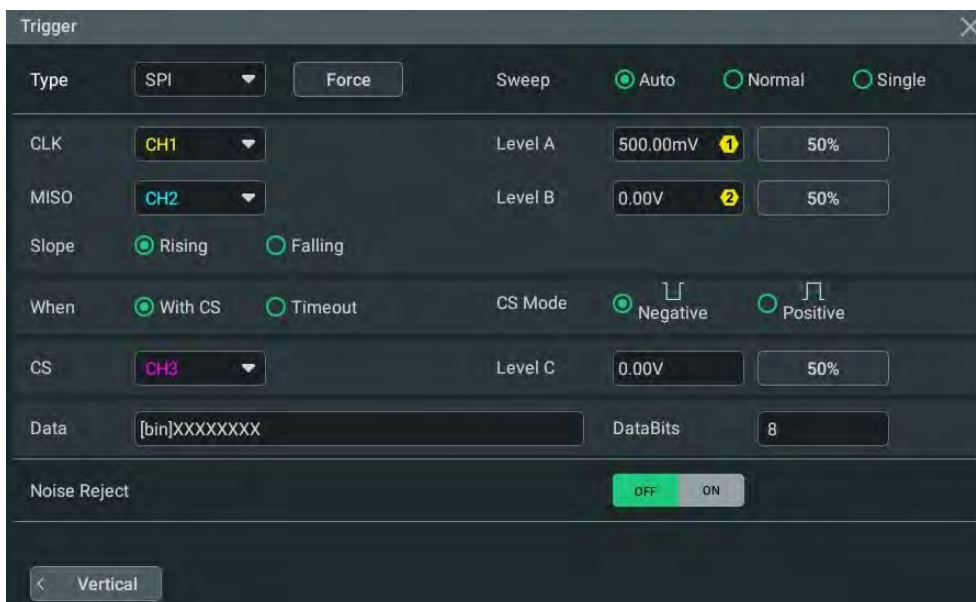 Trigger
Type SPI Force Sweep Auto Normal Single
CLK CH1 Level A 500.00mV 1 50%
MISO CH2 Level B 0.00V 2 50%
Slope Rising Falling
When With CS Timeout CS Mode Negative Positive
CS CH3 Level C 0.00V 50%
Data [bin]XXXXXXXX DataBits 8
Noise Reject OFF ON
Vertical